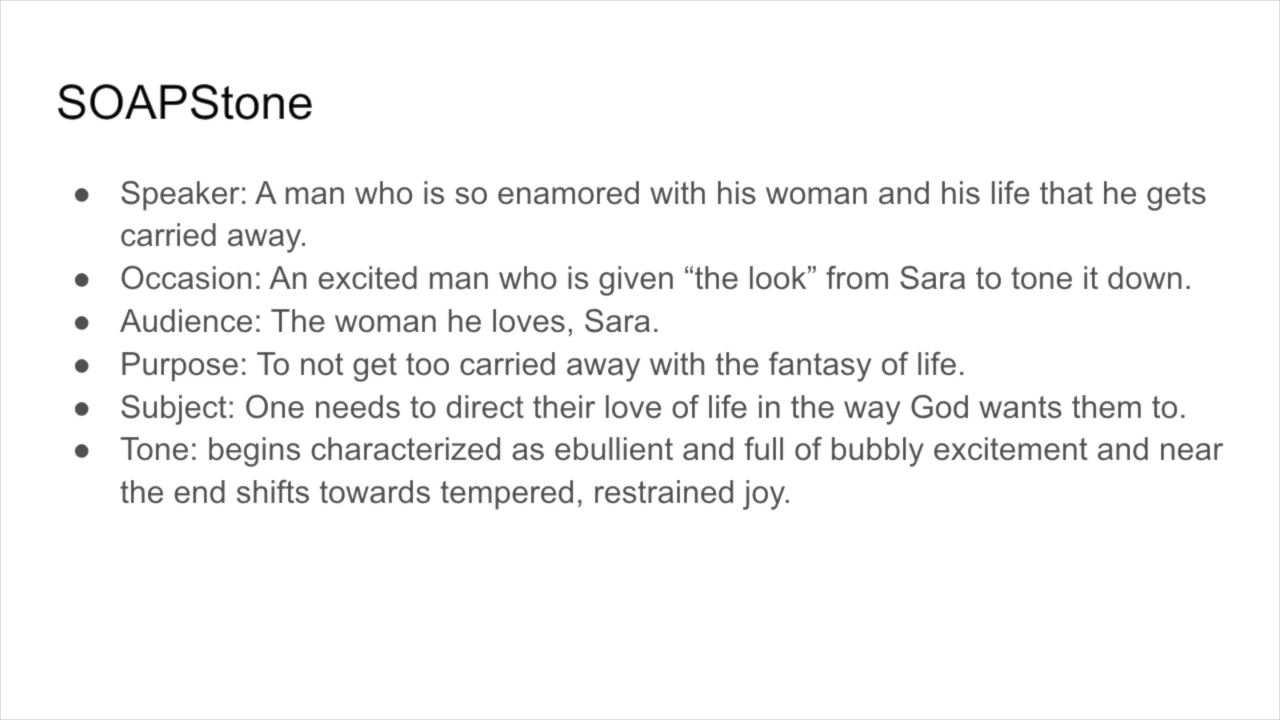 SOAPStone
● Speaker: A man who is so enamored with his woman and his life that he gets
carried away.
● Occasion: An excited man who is given “the look” from Sara to tone it down.
● Audience: The woman he loves, Sara.
● Purpose: To not get too carried away with the fantasy of life.
● Subject: One needs to direct their love of life in the way God wants them to.
● Tone: begins characterized as ebullient and full of bubbly excitement and near
the end shifts towards tempered, restrained joy.